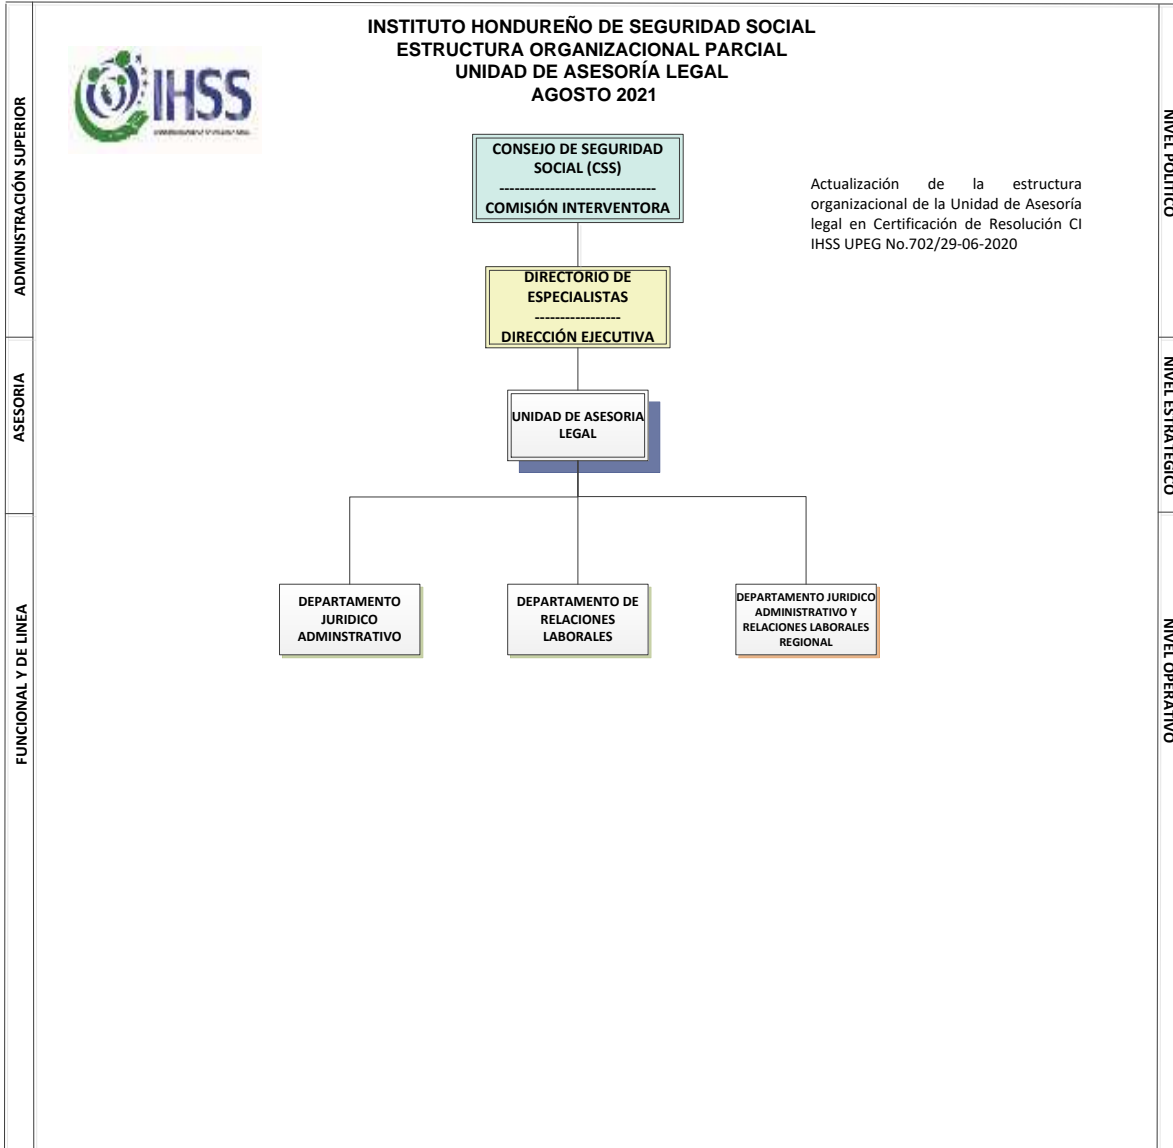 INSTITUTO HONDUREÑO DE SEGURIDAD SOCIAL
ESTRUCTURA ORGANIZACIONAL PARCIAL
UNIDAD DE ASESORÍA LEGAL
AGOSTO 2021
IHSS
ADMINISTRACIÓN SUPERIOR
NIVEL POLÍTICO
CONSEJO DE SEGURIDAD
SOCIAL (CSS)
-------------------------------
COMISIÓN INTERVENTORA
Actualización de la estructura
organizacional de la Unidad de Asesoría
legal en Certificación de Resolución CI
IHSS UPEG No.702/29-06-2020
DIRECTORIO DE
ESPECIALISTAS
-----------------
DIRECCIÓN EJECUTIVA
ASESORIA
NIVEL ESTRATÉGICO
UNIDAD DE ASESORIA
LEGAL
FUNCIONAL Y DE LINEA
NIVEL OPERATIVO
DEPARTAMENTO
JURIDICO
ADMINSTRATIVO
DEPARTAMENTO DE
RELACIONES
LABORALES
DEPARTAMENTO JURIDICO
ADMINISTRATIVO Y
RELACIONES LABORALES
REGIONAL